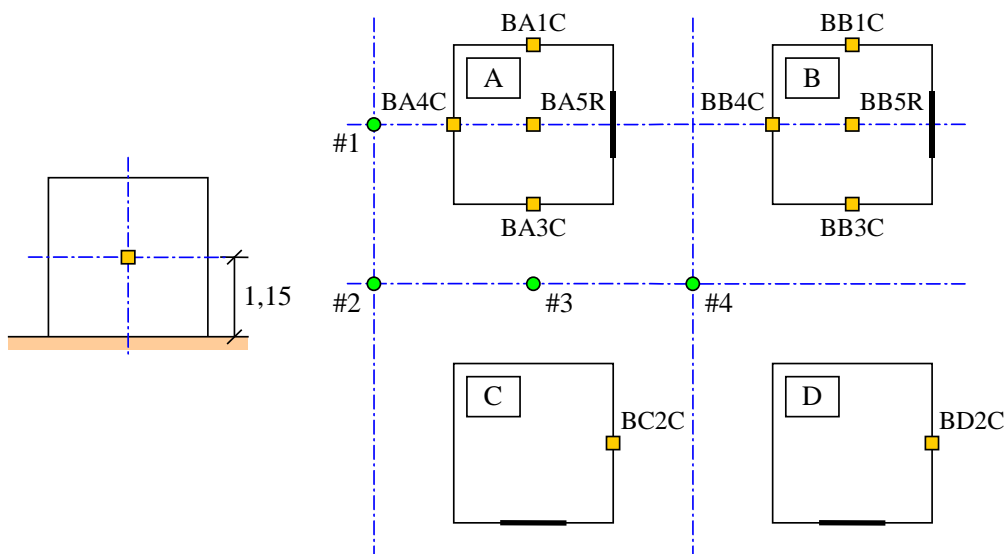 BA1C
BB1C
A
B
BA4C
BA5R
BB4C
BB5R
#1
BA3C
BB3C
1,15
#2
#3
#4
C
D
BC2C
BD2C